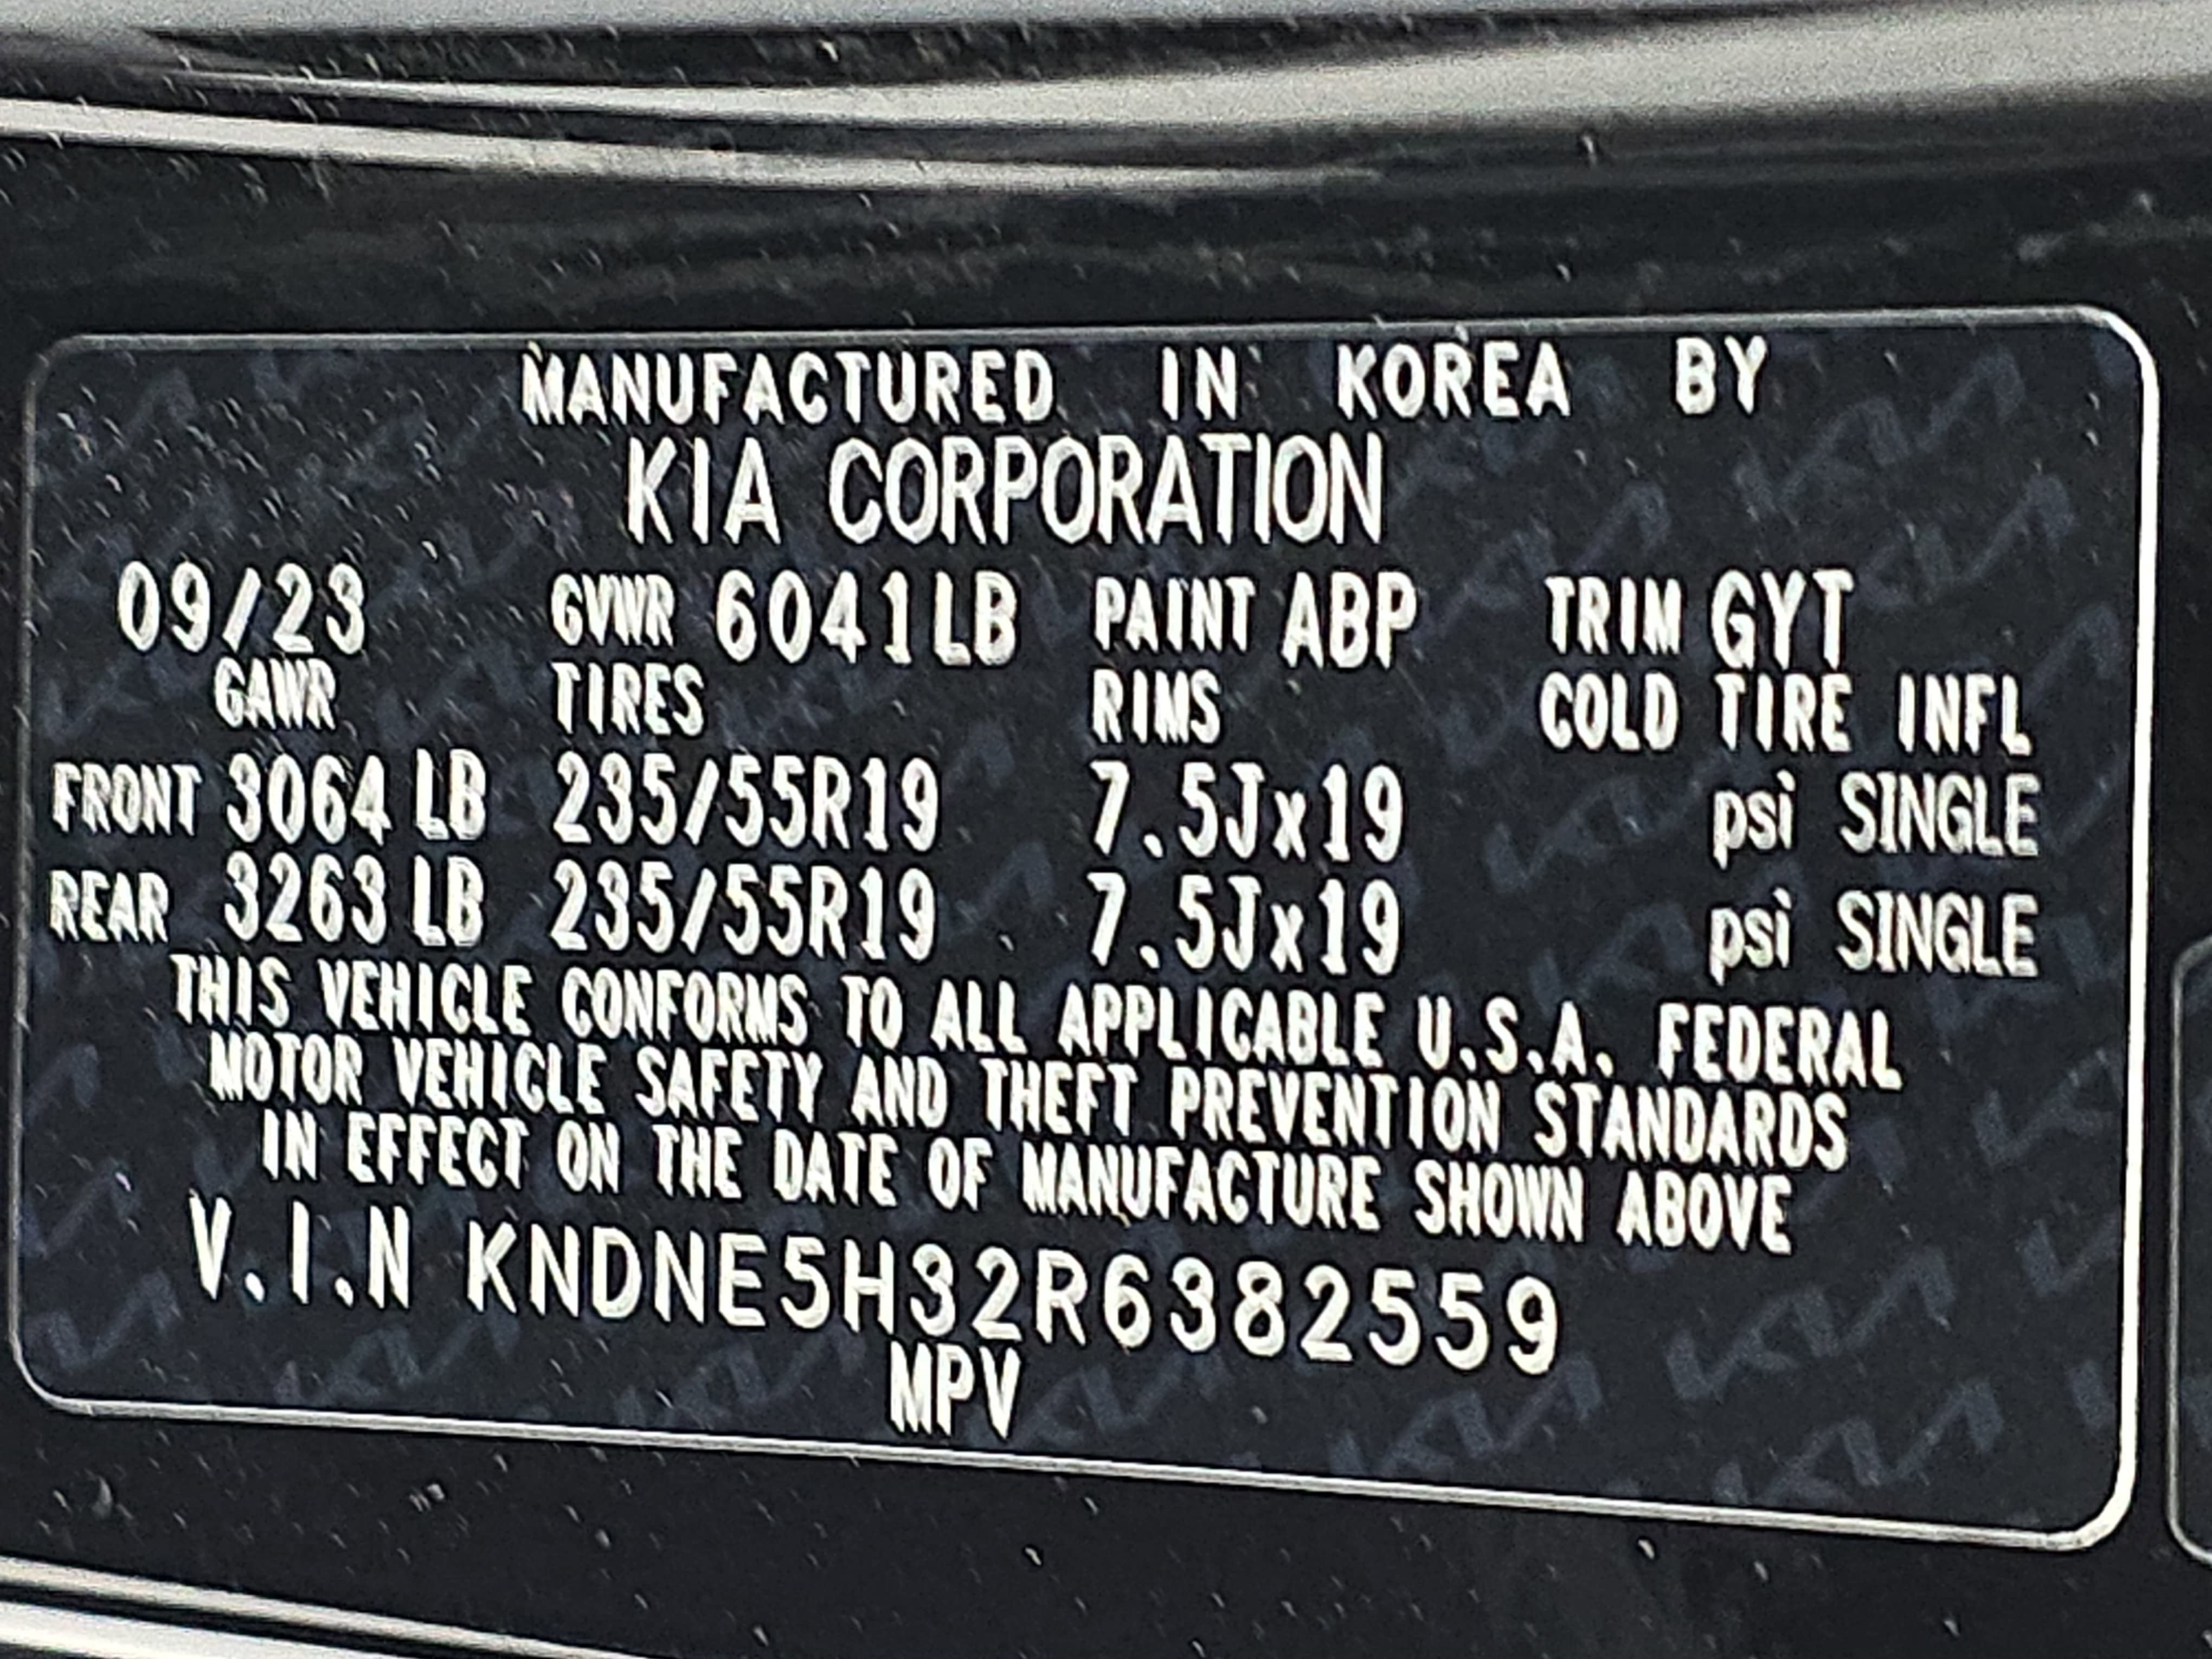 MANUFACTURED IN KOREA BY
KIA CORPORATION
09/23 GVWR 6041LB PAINT ABP TRIM GYT
GAWR TIRES RIMS COLD TIRE INFL
FRONT 3064 LB 235/55R19 7.5Jx19 psi SINGLE
REAR 3263 LB 235/55R19 7.5Jx19 psi SINGLE
THIS VEHICLE CONFORMS TO ALL APPLICABLE U.S.A. FEDERAL
MOTOR VEHICLE SAFETY AND THEFT PREVENTION STANDARDS
IN EFFECT ON THE DATE OF MANUFACTURE SHOWN ABOVE
V.I.N KNDNE5H32R6382559
MPV